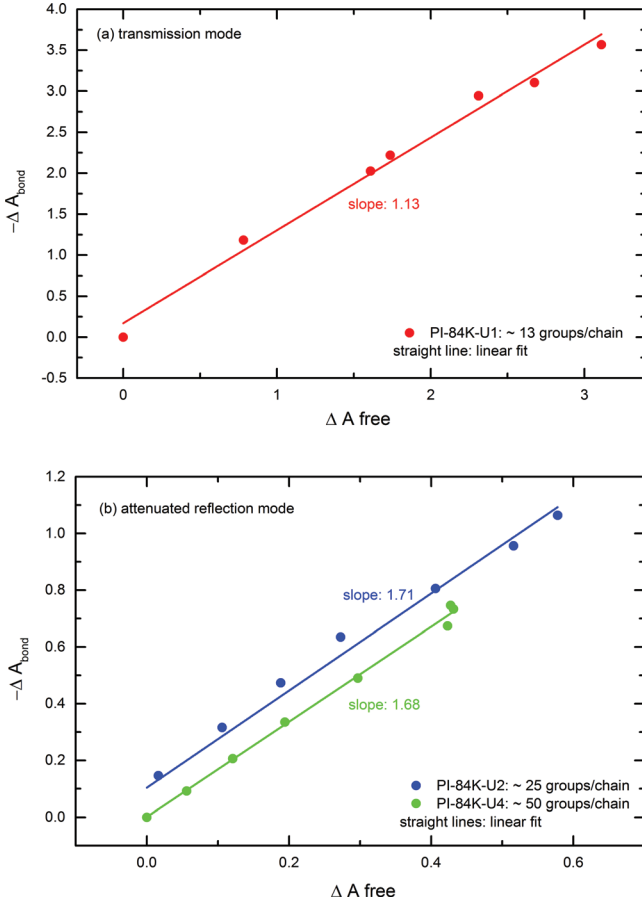 4.0
(a) transmission mode
3.5
3.0
2.5
2.0
1.5
1.0
0.5
0.0
-0.5
−Δ A bond
slope: 1.13
PI-84K-U1: ~ 13 groups/chain
straight line: linear fit
0 1 2 3
Δ A free
1.2
(b) attenuated reflection mode
1.0
0.8
0.6
0.4
0.2
0.0
−Δ A bond
slope: 1.71
slope: 1.68
PI-84K-U2: ~ 25 groups/chain
PI-84K-U4: ~ 50 groups/chain
straight lines: linear fit
0.0 0.2 0.4 0.6
Δ A free